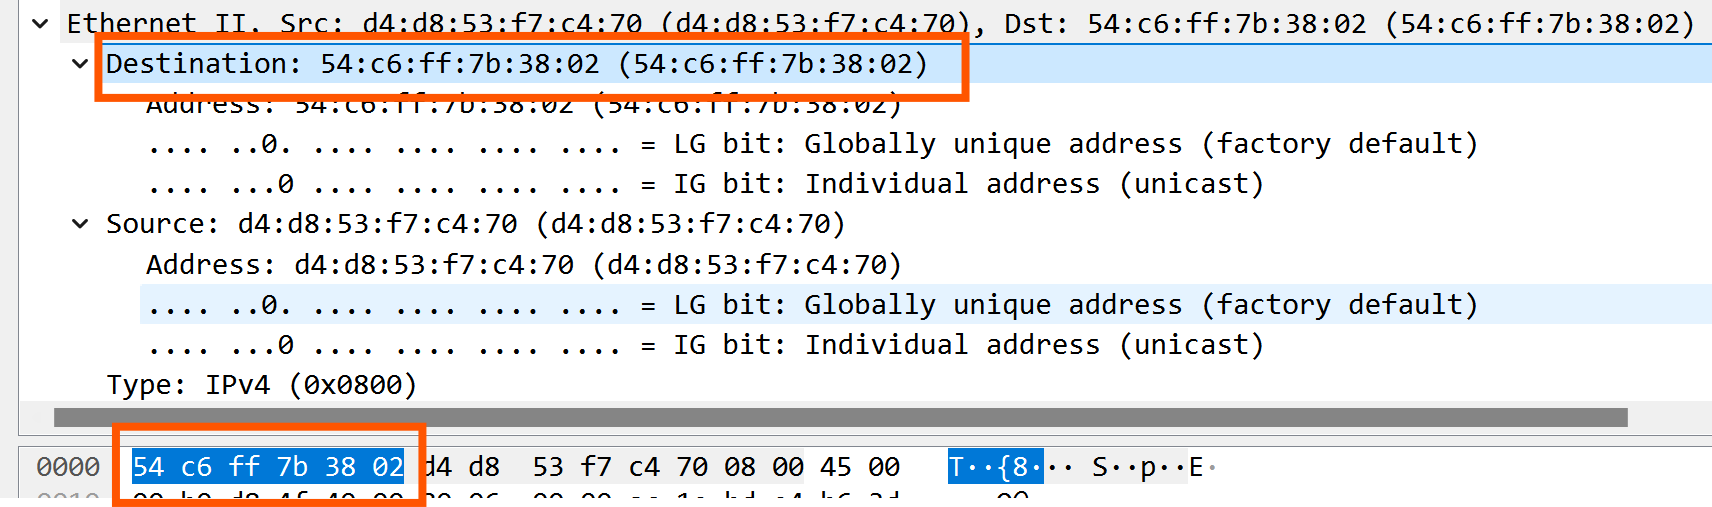 Ethernet II, Src: d4:d8:53:f7:c4:70 (d4:d8:53:f7:c4:70), Dst: 54:c6:ff:7b:38:02 (54:c6:ff:7b:38:02)
Destination: 54:c6:ff:7b:38:02 (54:c6:ff:7b:38:02)
Address: 54:c6:ff:7b:38:02 (54:c6:ff:7b:38:02)
.... ..0. .... .... .... .... = LG bit: Globally unique address (factory default)
.... ...0 .... .... .... .... = IG bit: Individual address (unicast)
Source: d4:d8:53:f7:c4:70 (d4:d8:53:f7:c4:70)
Address: d4:d8:53:f7:c4:70 (d4:d8:53:f7:c4:70)
.... ..0. .... .... .... .... = LG bit: Globally unique address (factory default)
.... ...0 .... .... .... .... = IG bit: Individual address (unicast)
Type: IPv4 (0x0800)
0000 54 c6 ff 7b 38 02 d4 d8 53 f7 c4 70 08 00 45 00 T··{8··· S··p··E·